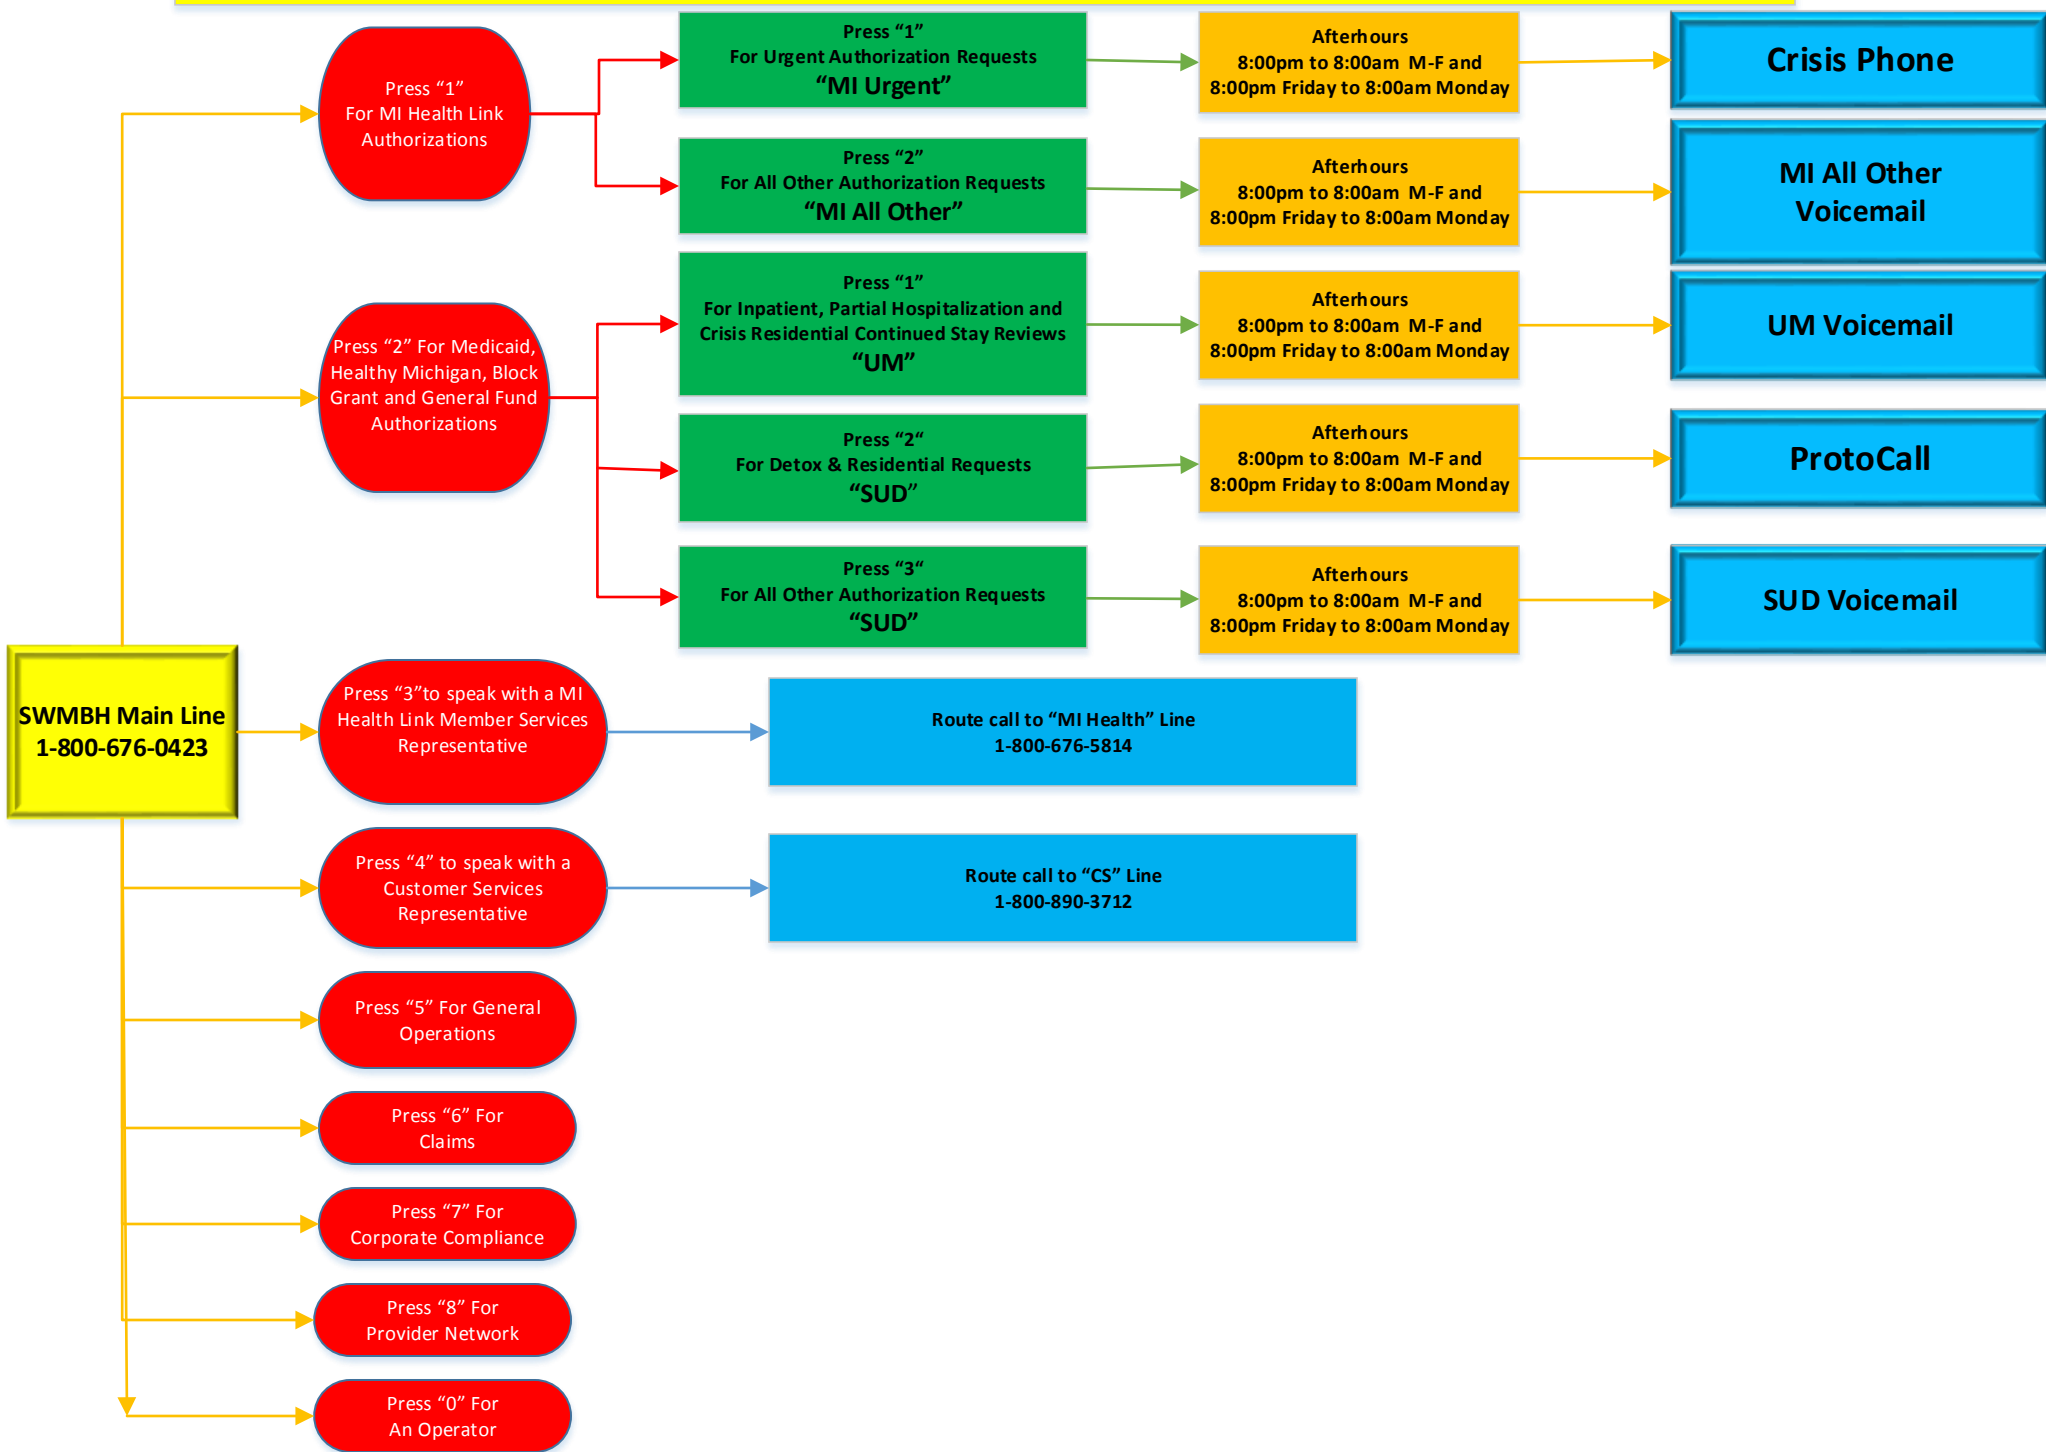 Press “1”
For MI Health Link
Authorizations
Press “1”
For Urgent Authorization Requests
“MI Urgent”
Afterhours
8:00pm to 8:00am M-F and
8:00pm Friday to 8:00am Monday
Crisis Phone
Press “2”
For All Other Authorization Requests
“MI All Other”
Afterhours
8:00pm to 8:00am M-F and
8:00pm Friday to 8:00am Monday
MI All Other
Voicemail
Press “2” For Medicaid,
Healthy Michigan, Block
Grant and General Fund
Authorizations
Press “1”
For Inpatient, Partial Hospitalization and
Crisis Residential Continued Stay Reviews
“UM”
Afterhours
8:00pm to 8:00am M-F and
8:00pm Friday to 8:00am Monday
UM Voicemail
Press “2“
For Detox & Residential Requests
“SUD”
Afterhours
8:00pm to 8:00am M-F and
8:00pm Friday to 8:00am Monday
ProtoCall
Press “3“
For All Other Authorization Requests
“SUD”
Afterhours
8:00pm to 8:00am M-F and
8:00pm Friday to 8:00am Monday
SUD Voicemail
SWMBH Main Line
1-800-676-0423
Press “3”to speak with a MI
Health Link Member Services
Representative
Route call to “MI Health” Line
1-800-676-5814
Press “4” to speak with a
Customer Services
Representative
Route call to “CS” Line
1-800-890-3712
Press “5” For General
Operations
Press “6” For
Claims
Press “7” For
Corporate Compliance
Press “8” For
Provider Network
Press “0” For
An Operator